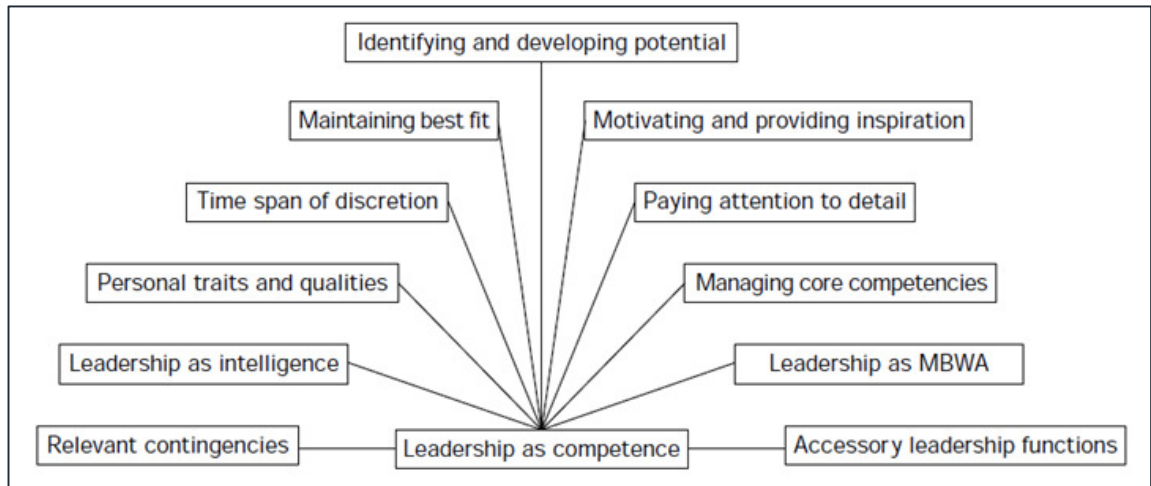 Identifying and developing potential
Maintaining best fit
Motivating and providing inspiration
Time span of discretion
Paying attention to detail
Personal traits and qualities
Managing core competencies
Leadership as intelligence
Leadership as MBWA
Relevant contingencies
Leadership as competence
Accessory leadership functions